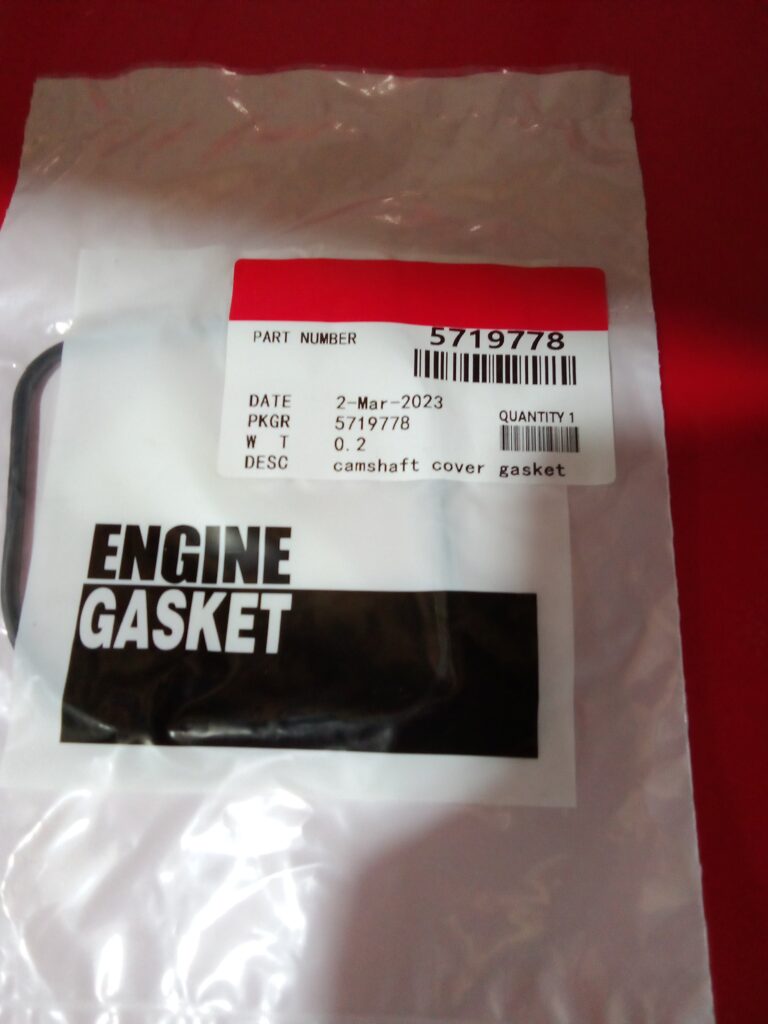 PART NUMBER 5719778
DATE 2-Mar-2023
PKGR 5719778
QUANTITY 1
W T 0.2
DESC camshaft cover gasket
ENGINE
GASKET